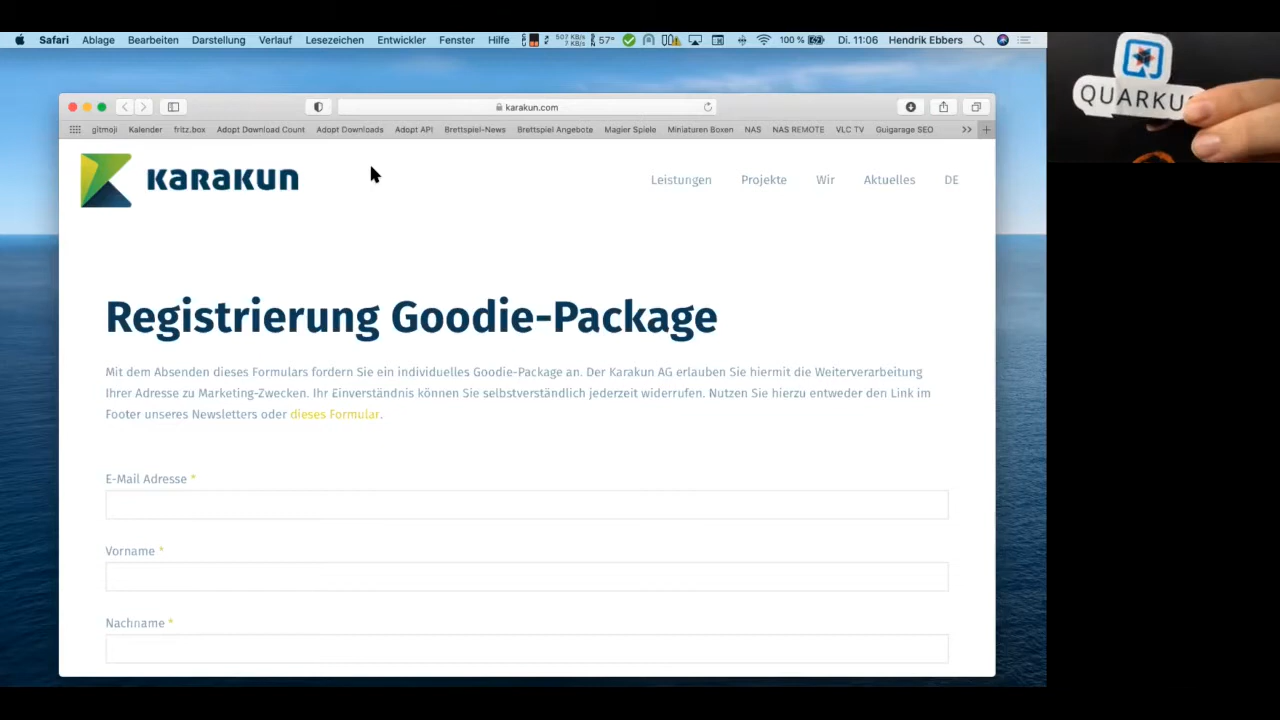 Safari Ablage Bearbeiten Darstellung Verlauf Lesezeichen Entwickler Fenster Hilfe 507 KB/s 7 KB/s 57° 100 % Di. 11:06 Hendrik Ebbers
karakun.com
gitmoji Kalender fritz.box Adopt Download Count Adopt Downloads Adopt API Brettspiel-News Brettspiel Angebote Magier Spiele Miniaturen Boxen NAS NAS REMOTE VLC TV Guigarage SEO
QUARKU
karakun
Leistungen Projekte Wir Aktuelles DE
Registrierung Goodie-Package
Mit dem Absenden dieses Formulars fordern Sie ein individuelles Goodie-Package an. Der Karakun AG erlauben Sie hiermit die Weiterverarbeitung
Ihrer Adresse zu Marketing-Zwecken. Ihr Einverständnis können Sie selbstverständlich jederzeit widerrufen. Nutzen Sie hierzu entweder den Link im
Footer unseres Newsletters oder dieses Formular.
E-Mail Adresse *
Vorname *
Nachname *